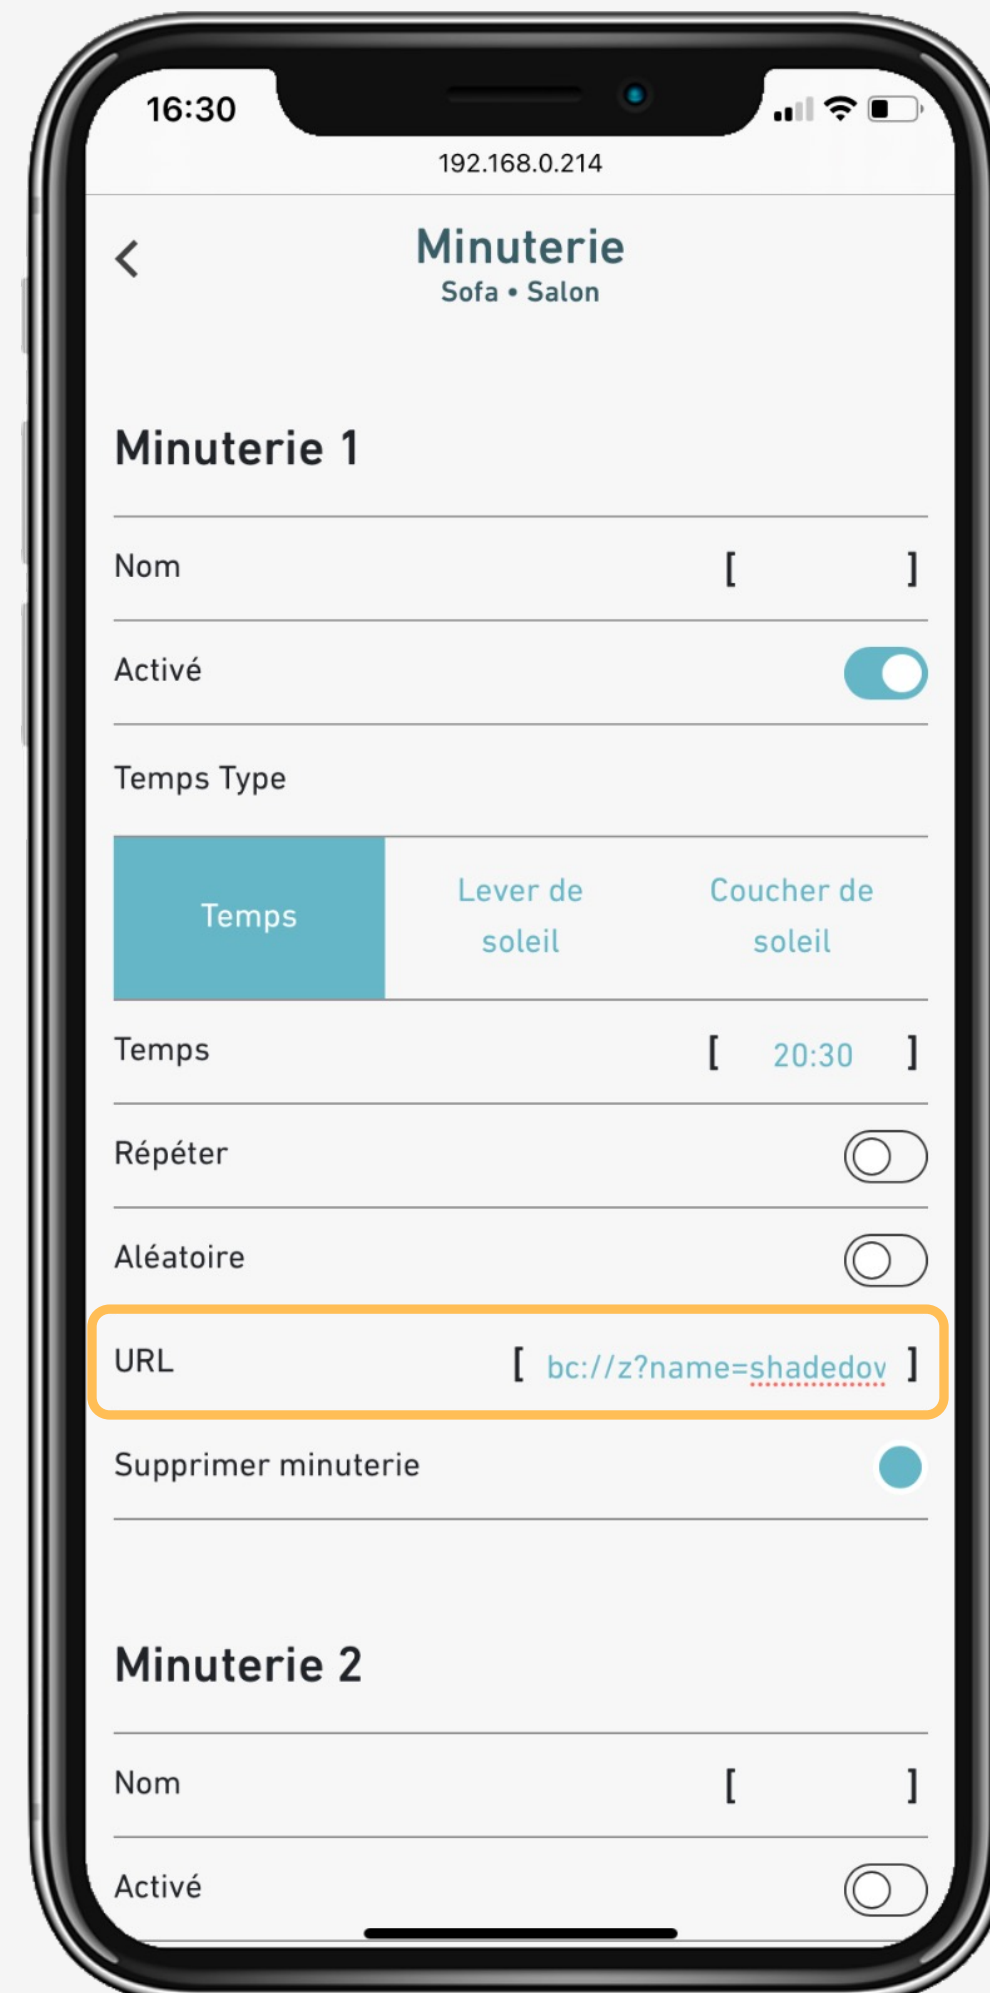 16:30
192.168.0.214
Minuterie
Sofa • Salon
Minuterie 1
Nom [ ]
Activé
Temps Type
Temps
Lever de
soleil
Coucher de
soleil
Temps [ 20:30 ]
Répéter
Aléatoire
URL [ bc://z?name=shadedov ]
Supprimer minuterie
Minuterie 2
Nom [ ]
Activé